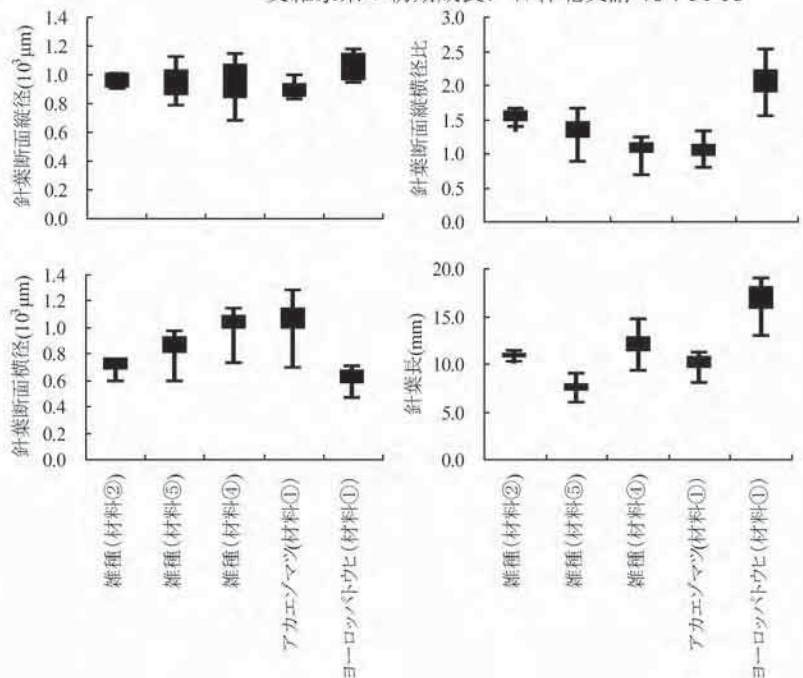 1.4
1.2
1.0
0.8
0.6
0.4
0.2
0.0
針葉断面縦径(10³μm)
3.0
2.5
2.0
1.5
1.0
0.5
0.0
針葉断面縦横径比
1.4
1.2
1.0
0.8
0.6
0.4
0.2
0.0
針葉断面横径(10³μm)
20.0
15.0
10.0
5.0
0.0
針葉長(mm)
雑種(材料②)
雑種(材料⑤)
雑種(材料④)
アカエゾマツ(材料①)
ヨーロッパトウヒ(材料①)
雑種(材料②)
雑種(材料⑤)
雑種(材料④)
アカエゾマツ(材料①)
ヨーロッパトウヒ(材料①)